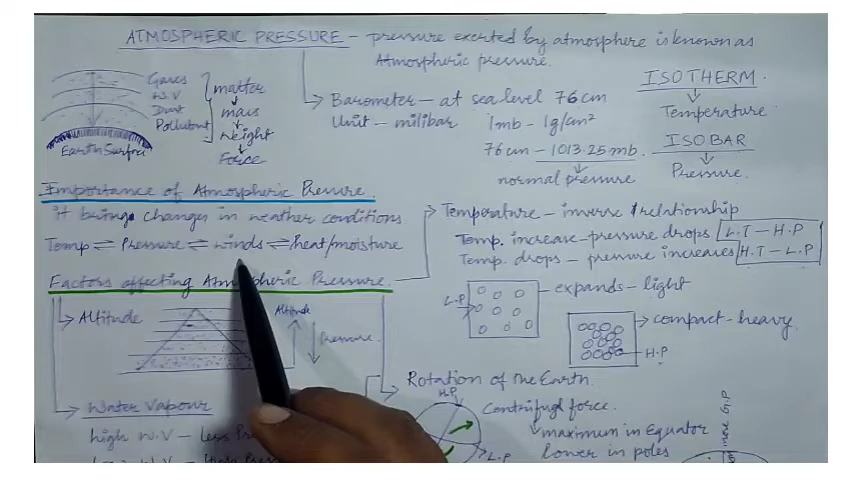 ATMOSPHERIC PRESSURE - pressure exerted by atmosphere is known as
Atmospheric pressure.
Gases
W.V
Dust
Pollutant
matter
mass
Weight
Force
Earth Surface
Barometer - at sea level 76 cm
Unit - milibar 1mb - 1g/cm²
76 cm - 1013.25 mb.
normal pressure
ISOTHERM
Temperature
ISOBAR
Pressure.
Importance of Atmospheric Pressure.
it brings changes in weather conditions
Temp ⇌ Pressure ⇌ winds ⇌ heat/moisture
Factors affecting Atmospheric Pressure.
Altitude
Altitude
Pressure.
Water Vapour
high W.V - Less
Temperature - inverse relationship
Temp. increase - pressure drops L.T - H.P
Temp. drops - pressure increases H.T - L.P
L.P
expands - light
compact - heavy
H.P
Rotation of the Earth.
H.P
L.P
Centrifugl force.
maximum in Equator
lower in poles
more G.P